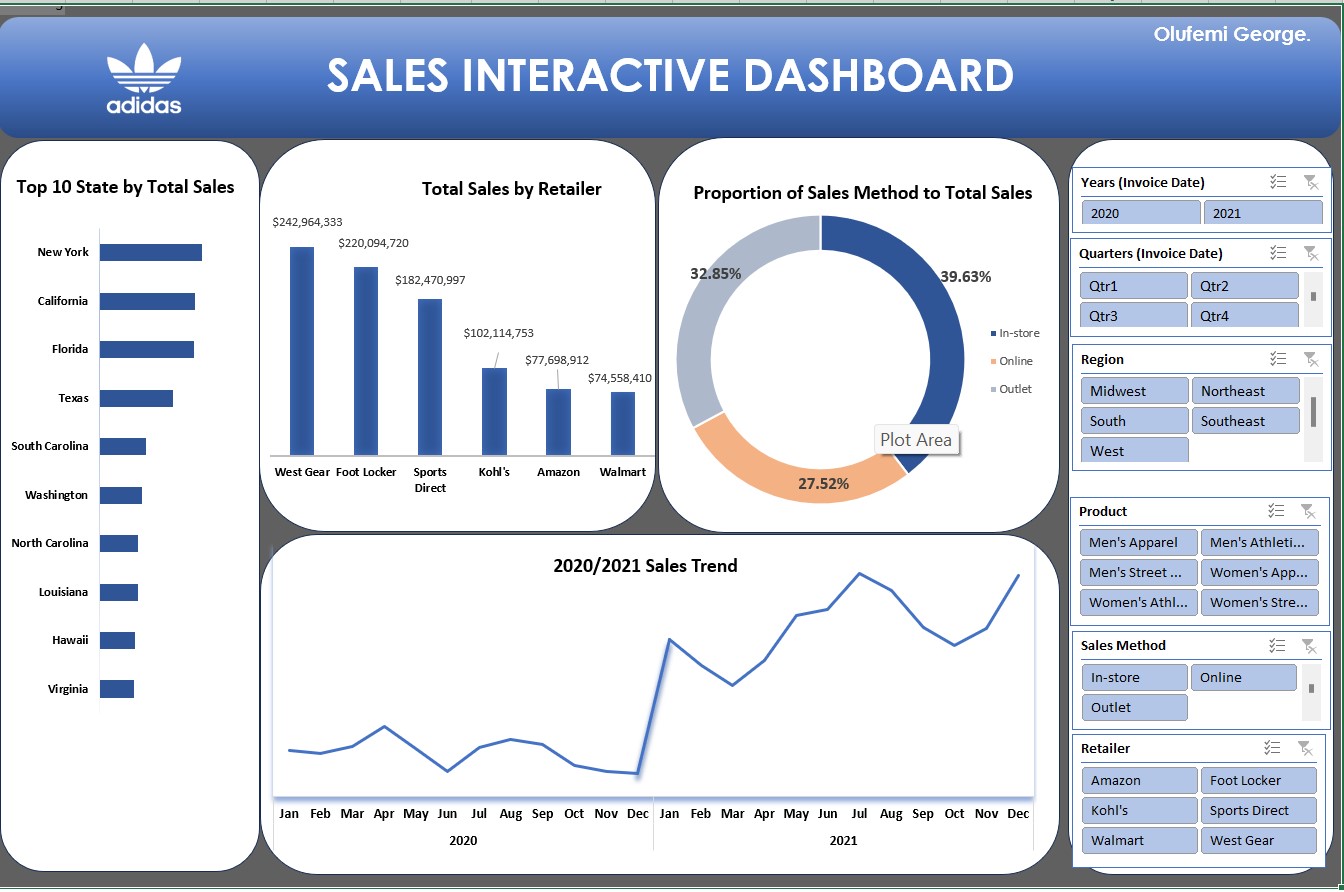 Olufemi George.
adidas
SALES INTERACTIVE DASHBOARD
Top 10 State by Total Sales
New York
California
Florida
Texas
South Carolina
Washington
North Carolina
Louisiana
Hawaii
Virginia
Total Sales by Retailer
$242,964,333
$220,094,720
$182,470,997
$102,114,753
$77,698,912
$74,558,410
West Gear Foot Locker Sports Direct Kohl's Amazon Walmart
Proportion of Sales Method to Total Sales
32.85%
39.63%
27.52%
In-store
Online
Outlet
Plot Area
2020/2021 Sales Trend
Jan Feb Mar Apr May Jun Jul Aug Sep Oct Nov Dec Jan Feb Mar Apr May Jun Jul Aug Sep Oct Nov Dec
2020 2021
Years (Invoice Date)
2020 2021
Quarters (Invoice Date)
Qtr1 Qtr2
Qtr3 Qtr4
Region
Midwest Northeast
South Southeast
West
Product
Men's Apparel Men's Athleti...
Men's Street ... Women's App...
Women's Athl... Women's Stre...
Sales Method
In-store Online
Outlet
Retailer
Amazon Foot Locker
Kohl's Sports Direct
Walmart West Gear